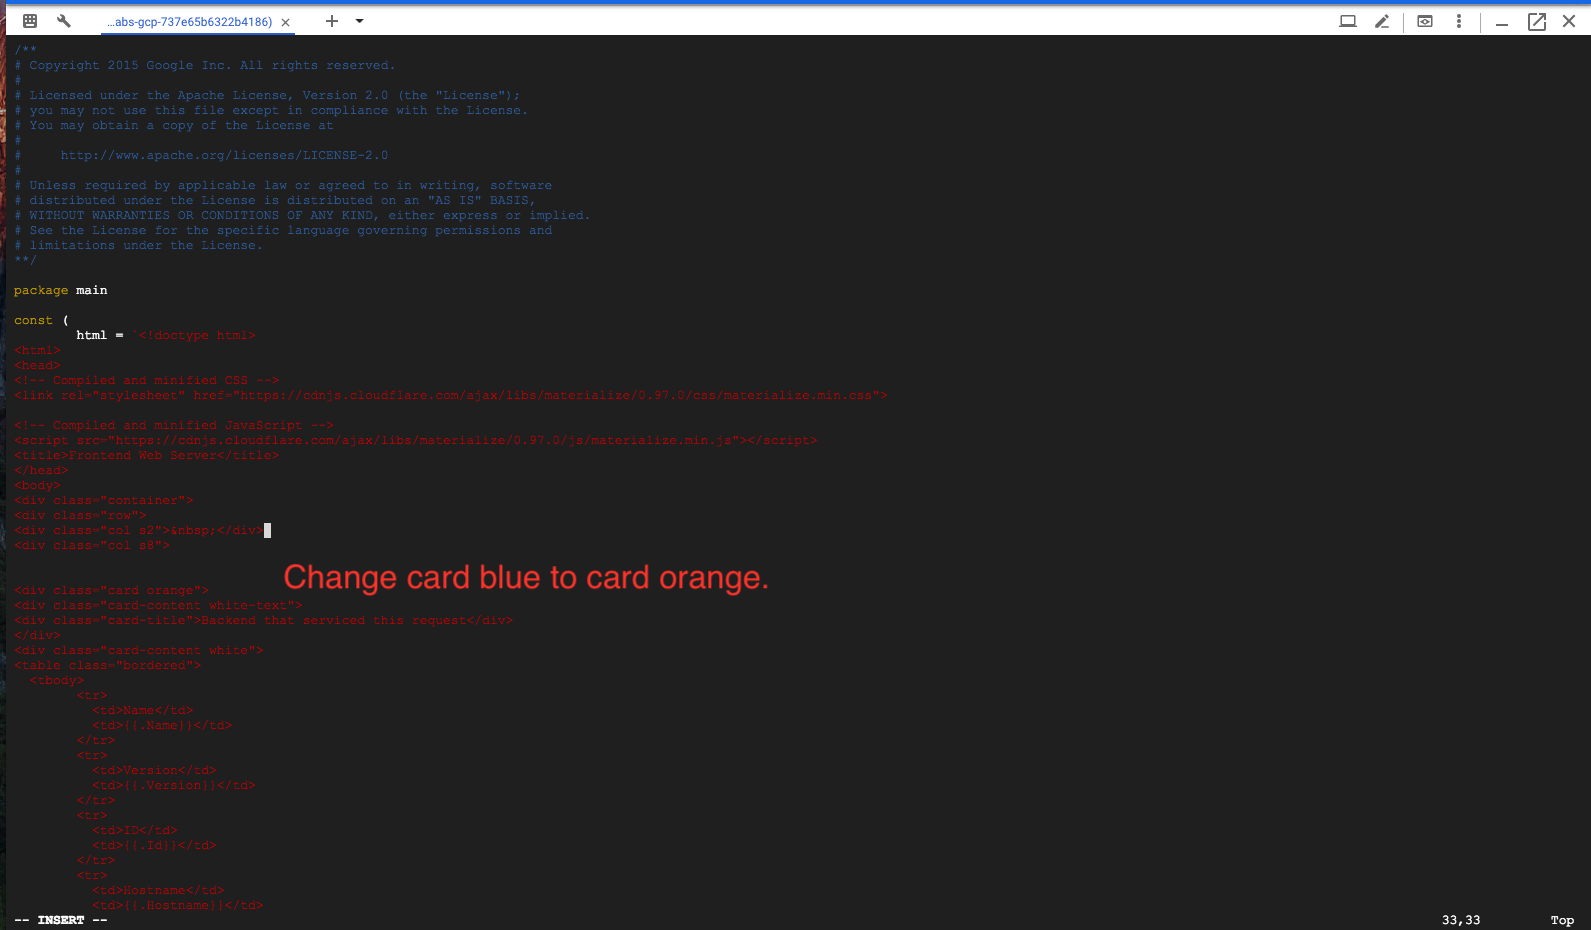 ...abs-gcp-737e65b6322b4186)
/**
# Copyright 2015 Google Inc. All rights reserved.
#
# Licensed under the Apache License, Version 2.0 (the "License");
# you may not use this file except in compliance with the License.
# You may obtain a copy of the License at
#
#     http://www.apache.org/licenses/LICENSE-2.0
#
# Unless required by applicable law or agreed to in writing, software
# distributed under the License is distributed on an "AS IS" BASIS,
# WITHOUT WARRANTIES OR CONDITIONS OF ANY KIND, either express or implied.
# See the License for the specific language governing permissions and
# limitations under the License.
**/
package main
const (
        html = `<!doctype html>
<html>
<head>
<!-- Compiled and minified CSS -->
<link rel="stylesheet" href="https://cdnjs.cloudflare.com/ajax/libs/materialize/0.97.0/css/materialize.min.css">
<!-- Compiled and minified JavaScript -->
<script src="https://cdnjs.cloudflare.com/ajax/libs/materialize/0.97.0/js/materialize.min.js"></script>
<title>Frontend Web Server</title>
</head>
<body>
<div class="container">
<div class="row">
<div class="col s2">&nbsp;</div>
<div class="col s8">
Change card blue to card orange.
<div class="card orange">
<div class="card-content white-text">
<div class="card-title">Backend that serviced this request</div>
</div>
<div class="card-content white">
<table class="bordered">
  <tbody>
        <tr>
          <td>Name</td>
          <td>{{.Name}}</td>
        </tr>
        <tr>
          <td>Version</td>
          <td>{{.Version}}</td>
        </tr>
        <tr>
          <td>ID</td>
          <td>{{.Id}}</td>
        </tr>
        <tr>
          <td>Hostname</td>
          <td>{{.Hostname}}</td>
-- INSERT -- 33,33 Top